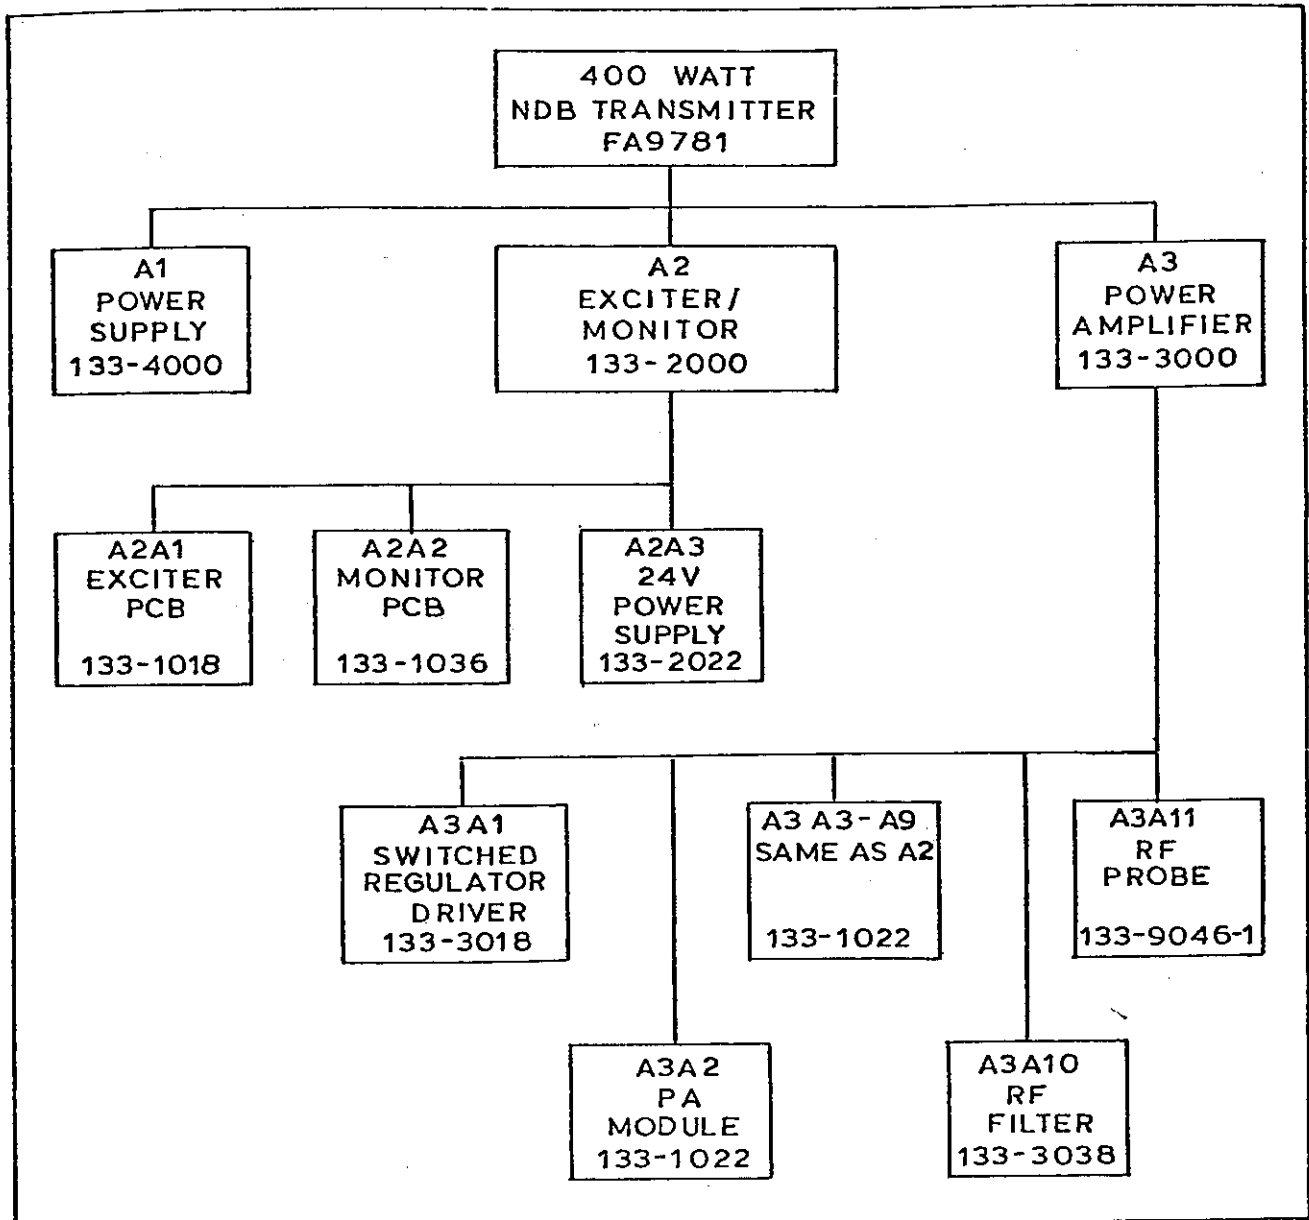 400 WATT
NDB TRANSMITTER
FA9781
A1
POWER
SUPPLY
133-4000
A2
EXCITER/
MONITOR
133-2000
A3
POWER
AMPLIFIER
133-3000
A2A1
EXCITER
PCB
133-1018
A2A2
MONITOR
PCB
133-1036
A2A3
24V
POWER
SUPPLY
133-2022
A3A1
SWITCHED
REGULATOR
DRIVER
133-3018
A3 A3-A9
SAME AS A2
133-1022
A3A11
RF
PROBE
133-9046-1
A3A2
PA
MODULE
133-1022
A3A10
RF
FILTER
133-3038